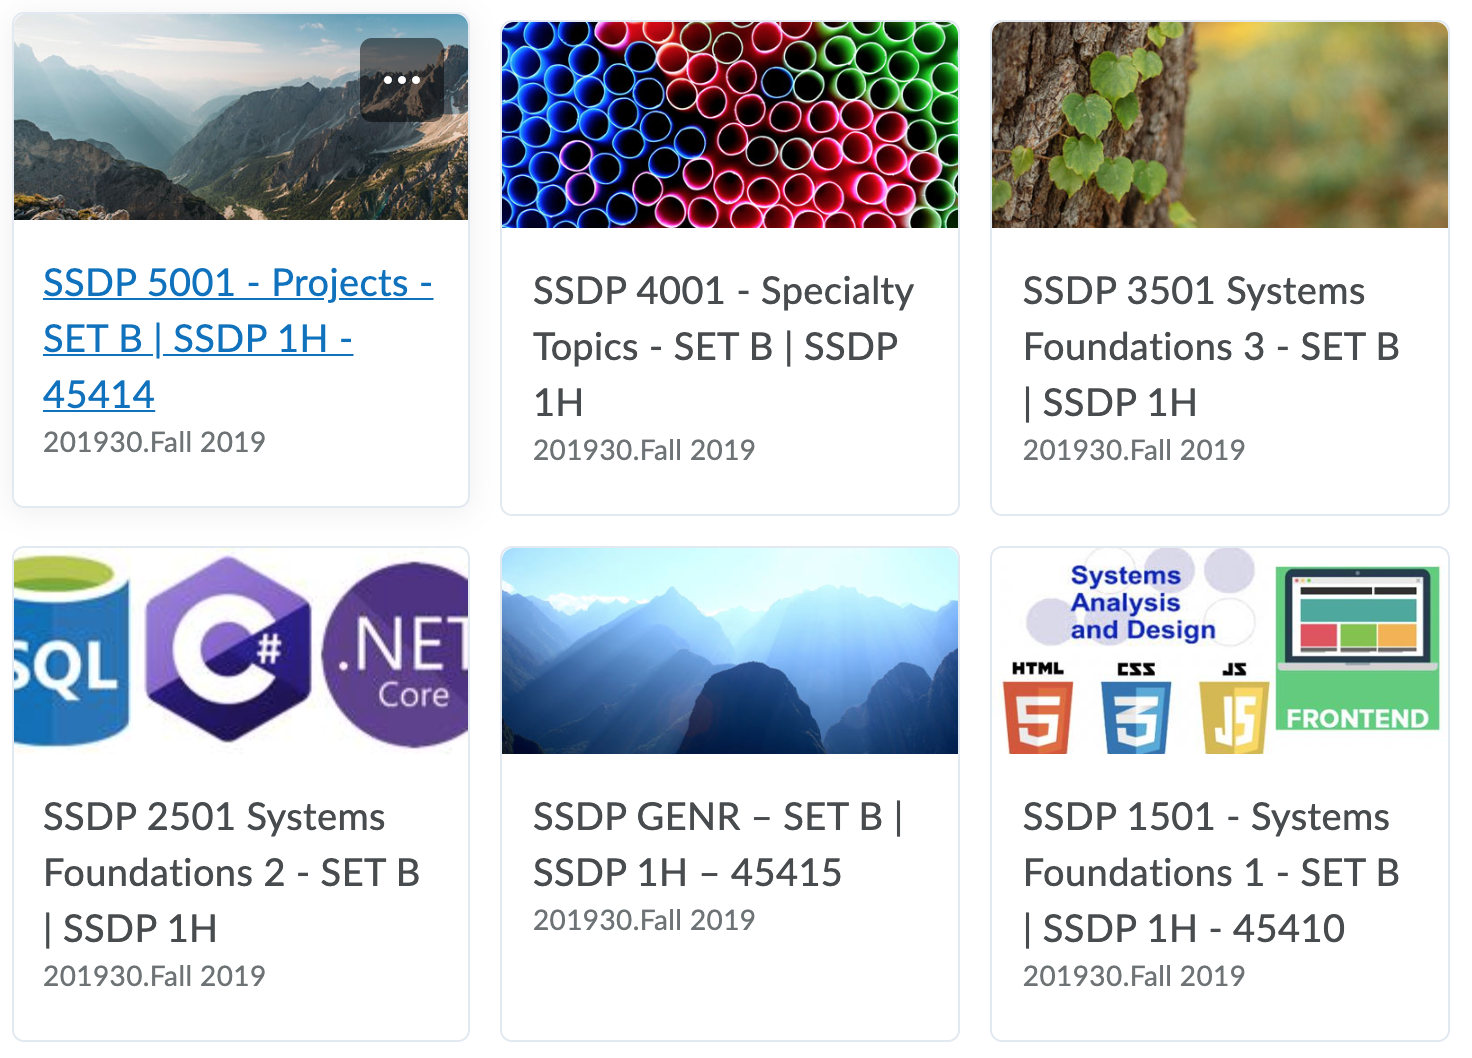 SSDP 5001 - Projects -
SET B | SSDP 1H -
45414
201930.Fall 2019
SSDP 4001 - Specialty
Topics - SET B | SSDP
1H
201930.Fall 2019
SSDP 3501 Systems
Foundations 3 - SET B
| SSDP 1H
201930.Fall 2019
SQL
C#
.NET
Core
SSDP 2501 Systems
Foundations 2 - SET B
| SSDP 1H
201930.Fall 2019
SSDP GENR – SET B |
SSDP 1H – 45415
201930.Fall 2019
Systems
Analysis
and Design
HTML CSS JS
5 3 JS
FRONTEND
SSDP 1501 - Systems
Foundations 1 - SET B
| SSDP 1H - 45410
201930.Fall 2019